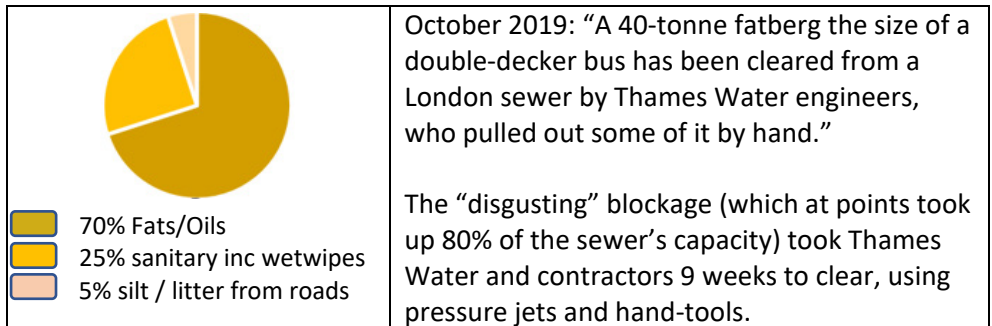 70% Fats/Oils
25% sanitary inc wetwipes
5% silt / litter from roads
October 2019: “A 40-tonne fatberg the size of a
double-decker bus has been cleared from a
London sewer by Thames Water engineers,
who pulled out some of it by hand.”
The “disgusting” blockage (which at points took
up 80% of the sewer’s capacity) took Thames
Water and contractors 9 weeks to clear, using
pressure jets and hand-tools.